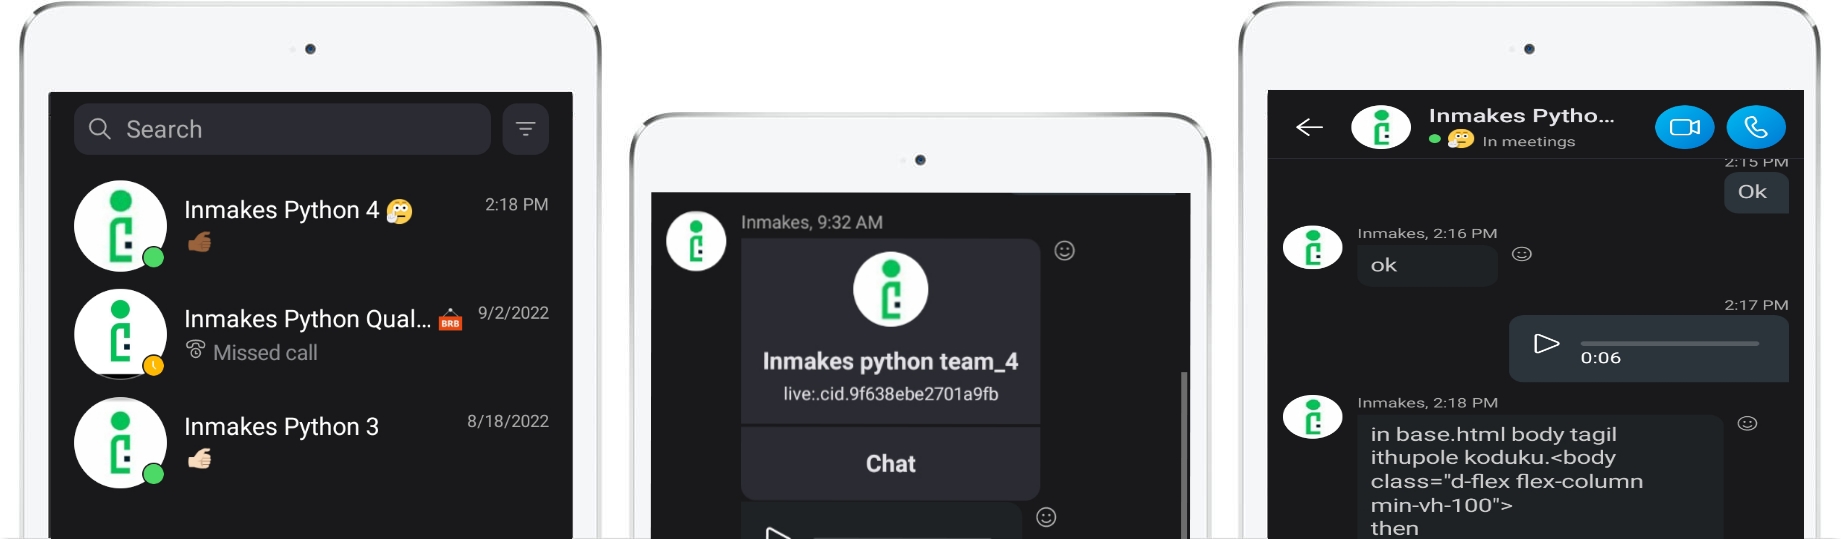 Search
Inmakes Python 4
2:18 PM
Inmakes Python Qual...
BRB
9/2/2022
Missed call
Inmakes Python 3
8/18/2022
Inmakes, 9:32 AM
Inmakes python team_4
live:.cid.9f638ebe2701a9fb
Chat
Inmakes Pytho...
In meetings
2:15 PM
Ok
Inmakes, 2:16 PM
ok
2:17 PM
0:06
Inmakes, 2:18 PM
in base.html body tagil
ithupole koduku.<body
class="d-flex flex-column
min-vh-100">
then